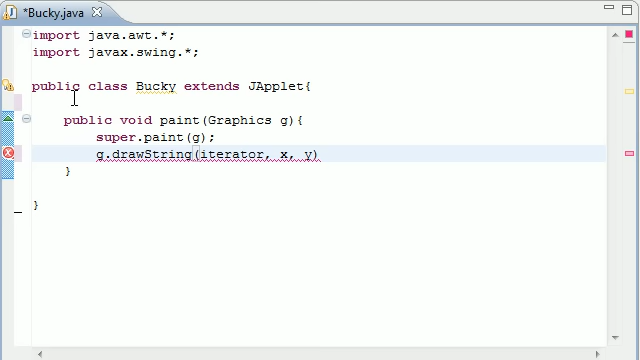 *Bucky.java
import java.awt.*;
import javax.swing.*;
public class Bucky extends JApplet{
public void paint(Graphics g){
super.paint(g);
g.drawString(iterator, x, y)
}
}